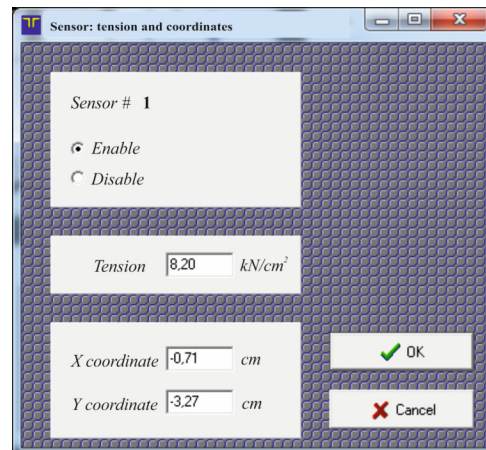 Sensor: tension and coordinates
Sensor # 1
Enable
Disable
Tension 8,20 kN/cm²
X coordinate -0,71 cm
Y coordinate -3,27 cm
OK
Cancel